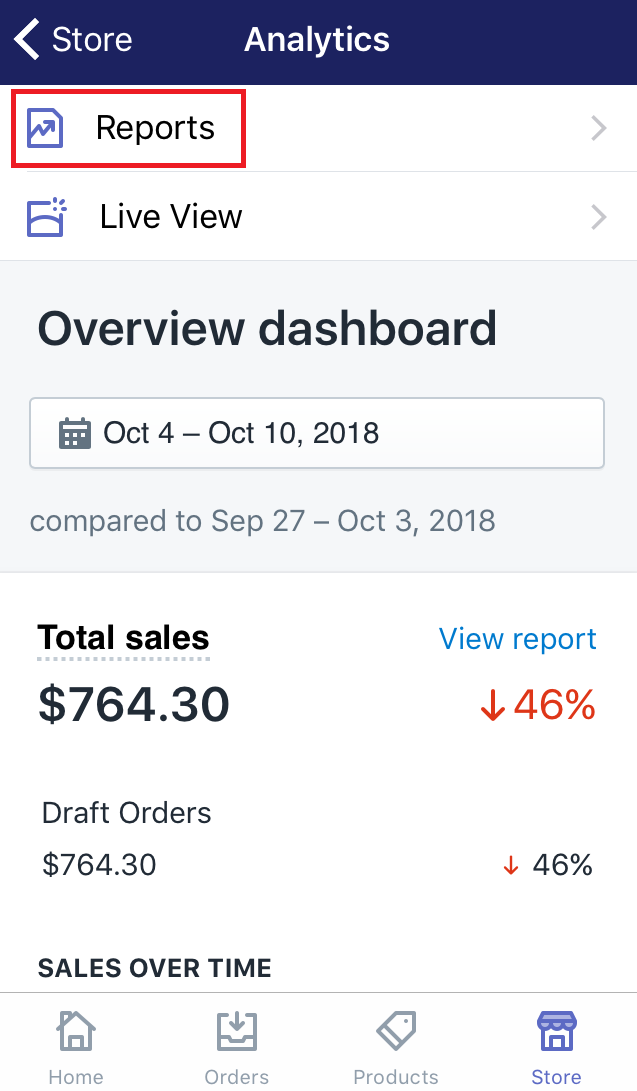 Store
Analytics
Reports
Live View
Overview dashboard
Oct 4 – Oct 10, 2018
compared to Sep 27 – Oct 3, 2018
Total sales
View report
$764.30
↓46%
Draft Orders
$764.30
↓ 46%
SALES OVER TIME
Home
Orders
Products
Store